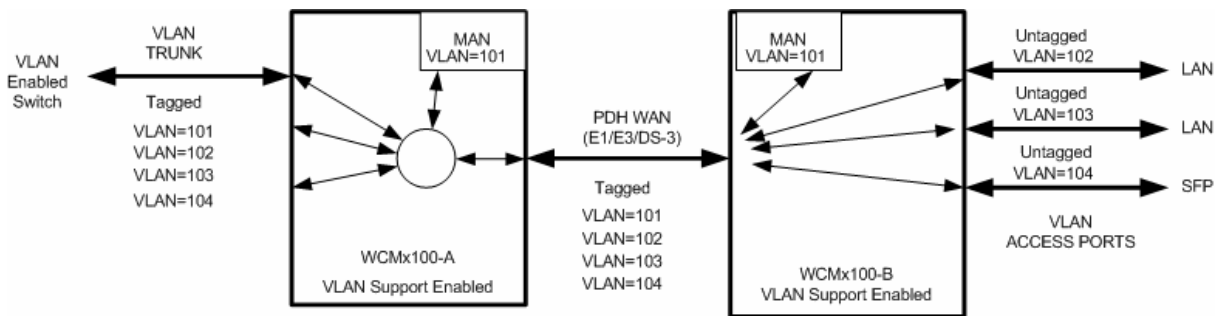 VLAN
Enabled
Switch
VLAN
TRUNK
Tagged
VLAN=101
VLAN=102
VLAN=103
VLAN=104
MAN
VLAN=101
WCMx100-A
VLAN Support Enabled
PDH WAN
(E1/E3/DS-3)
Tagged
VLAN=101
VLAN=102
VLAN=103
VLAN=104
MAN
VLAN=101
WCMx100-B
VLAN Support Enabled
Untagged
VLAN=102
LAN
Untagged
VLAN=103
LAN
Untagged
VLAN=104
SFP
VLAN
ACCESS PORTS